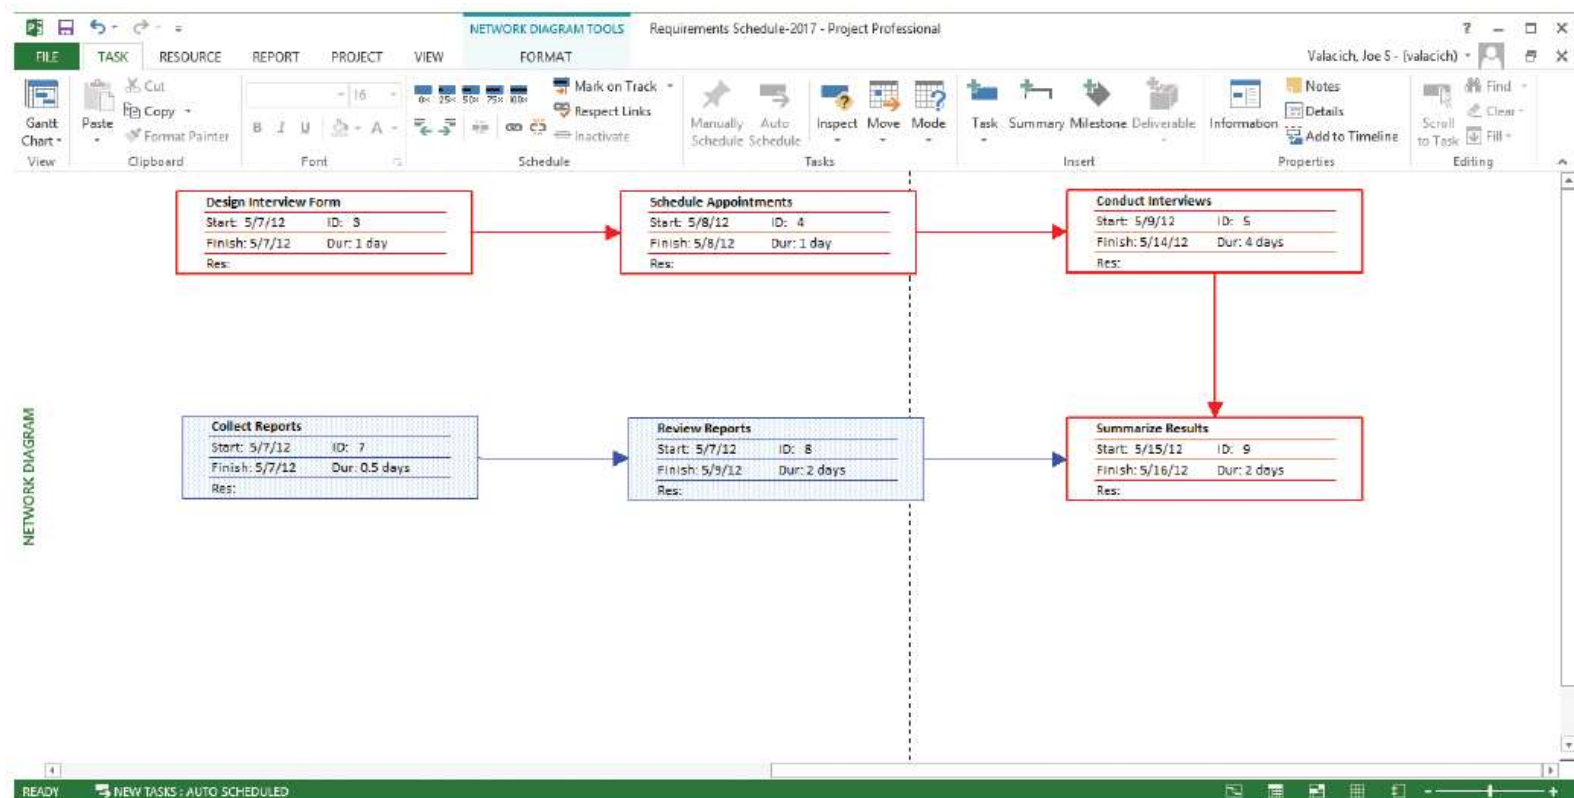 NETWORK DIAGRAM TOOLS Requirements Schedule-2017 - Project Professional ?
FILE TASK RESOURCE REPORT PROJECT VIEW FORMAT Valacich, Joe S - (valacich)
Cut
Copy
Format Painter
Gantt Chart
Paste
16
B I U A
0% 25% 50% 75% 100%
Mark on Track
Respect Links
Inactivate
Manually Schedule
Auto Schedule
Inspect Move Mode
Task Summary Milestone Deliverable
Information
Notes
Details
Add to Timeline
Scroll to Task
Find
Clear
Fill
View Clipboard Font Schedule Tasks Insert Properties Editing
Design Interview Form
Start: 5/7/12 ID: 3
Finish: 5/7/12 Dur: 1 day
Res:
Schedule Appointments
Start: 5/8/12 ID: 4
Finish: 5/8/12 Dur: 1 day
Res:
Conduct Interviews
Start: 5/9/12 ID: 5
Finish: 5/14/12 Dur: 4 days
Res:
Collect Reports
Start: 5/7/12 ID: 7
Finish: 5/7/12 Dur: 0.5 days
Res:
Review Reports
Start: 5/7/12 ID: 8
Finish: 5/9/12 Dur: 2 days
Res:
Summarize Results
Start: 5/15/12 ID: 9
Finish: 5/16/12 Dur: 2 days
Res:
NETWORK DIAGRAM
READY NEW TASKS : AUTO SCHEDULED